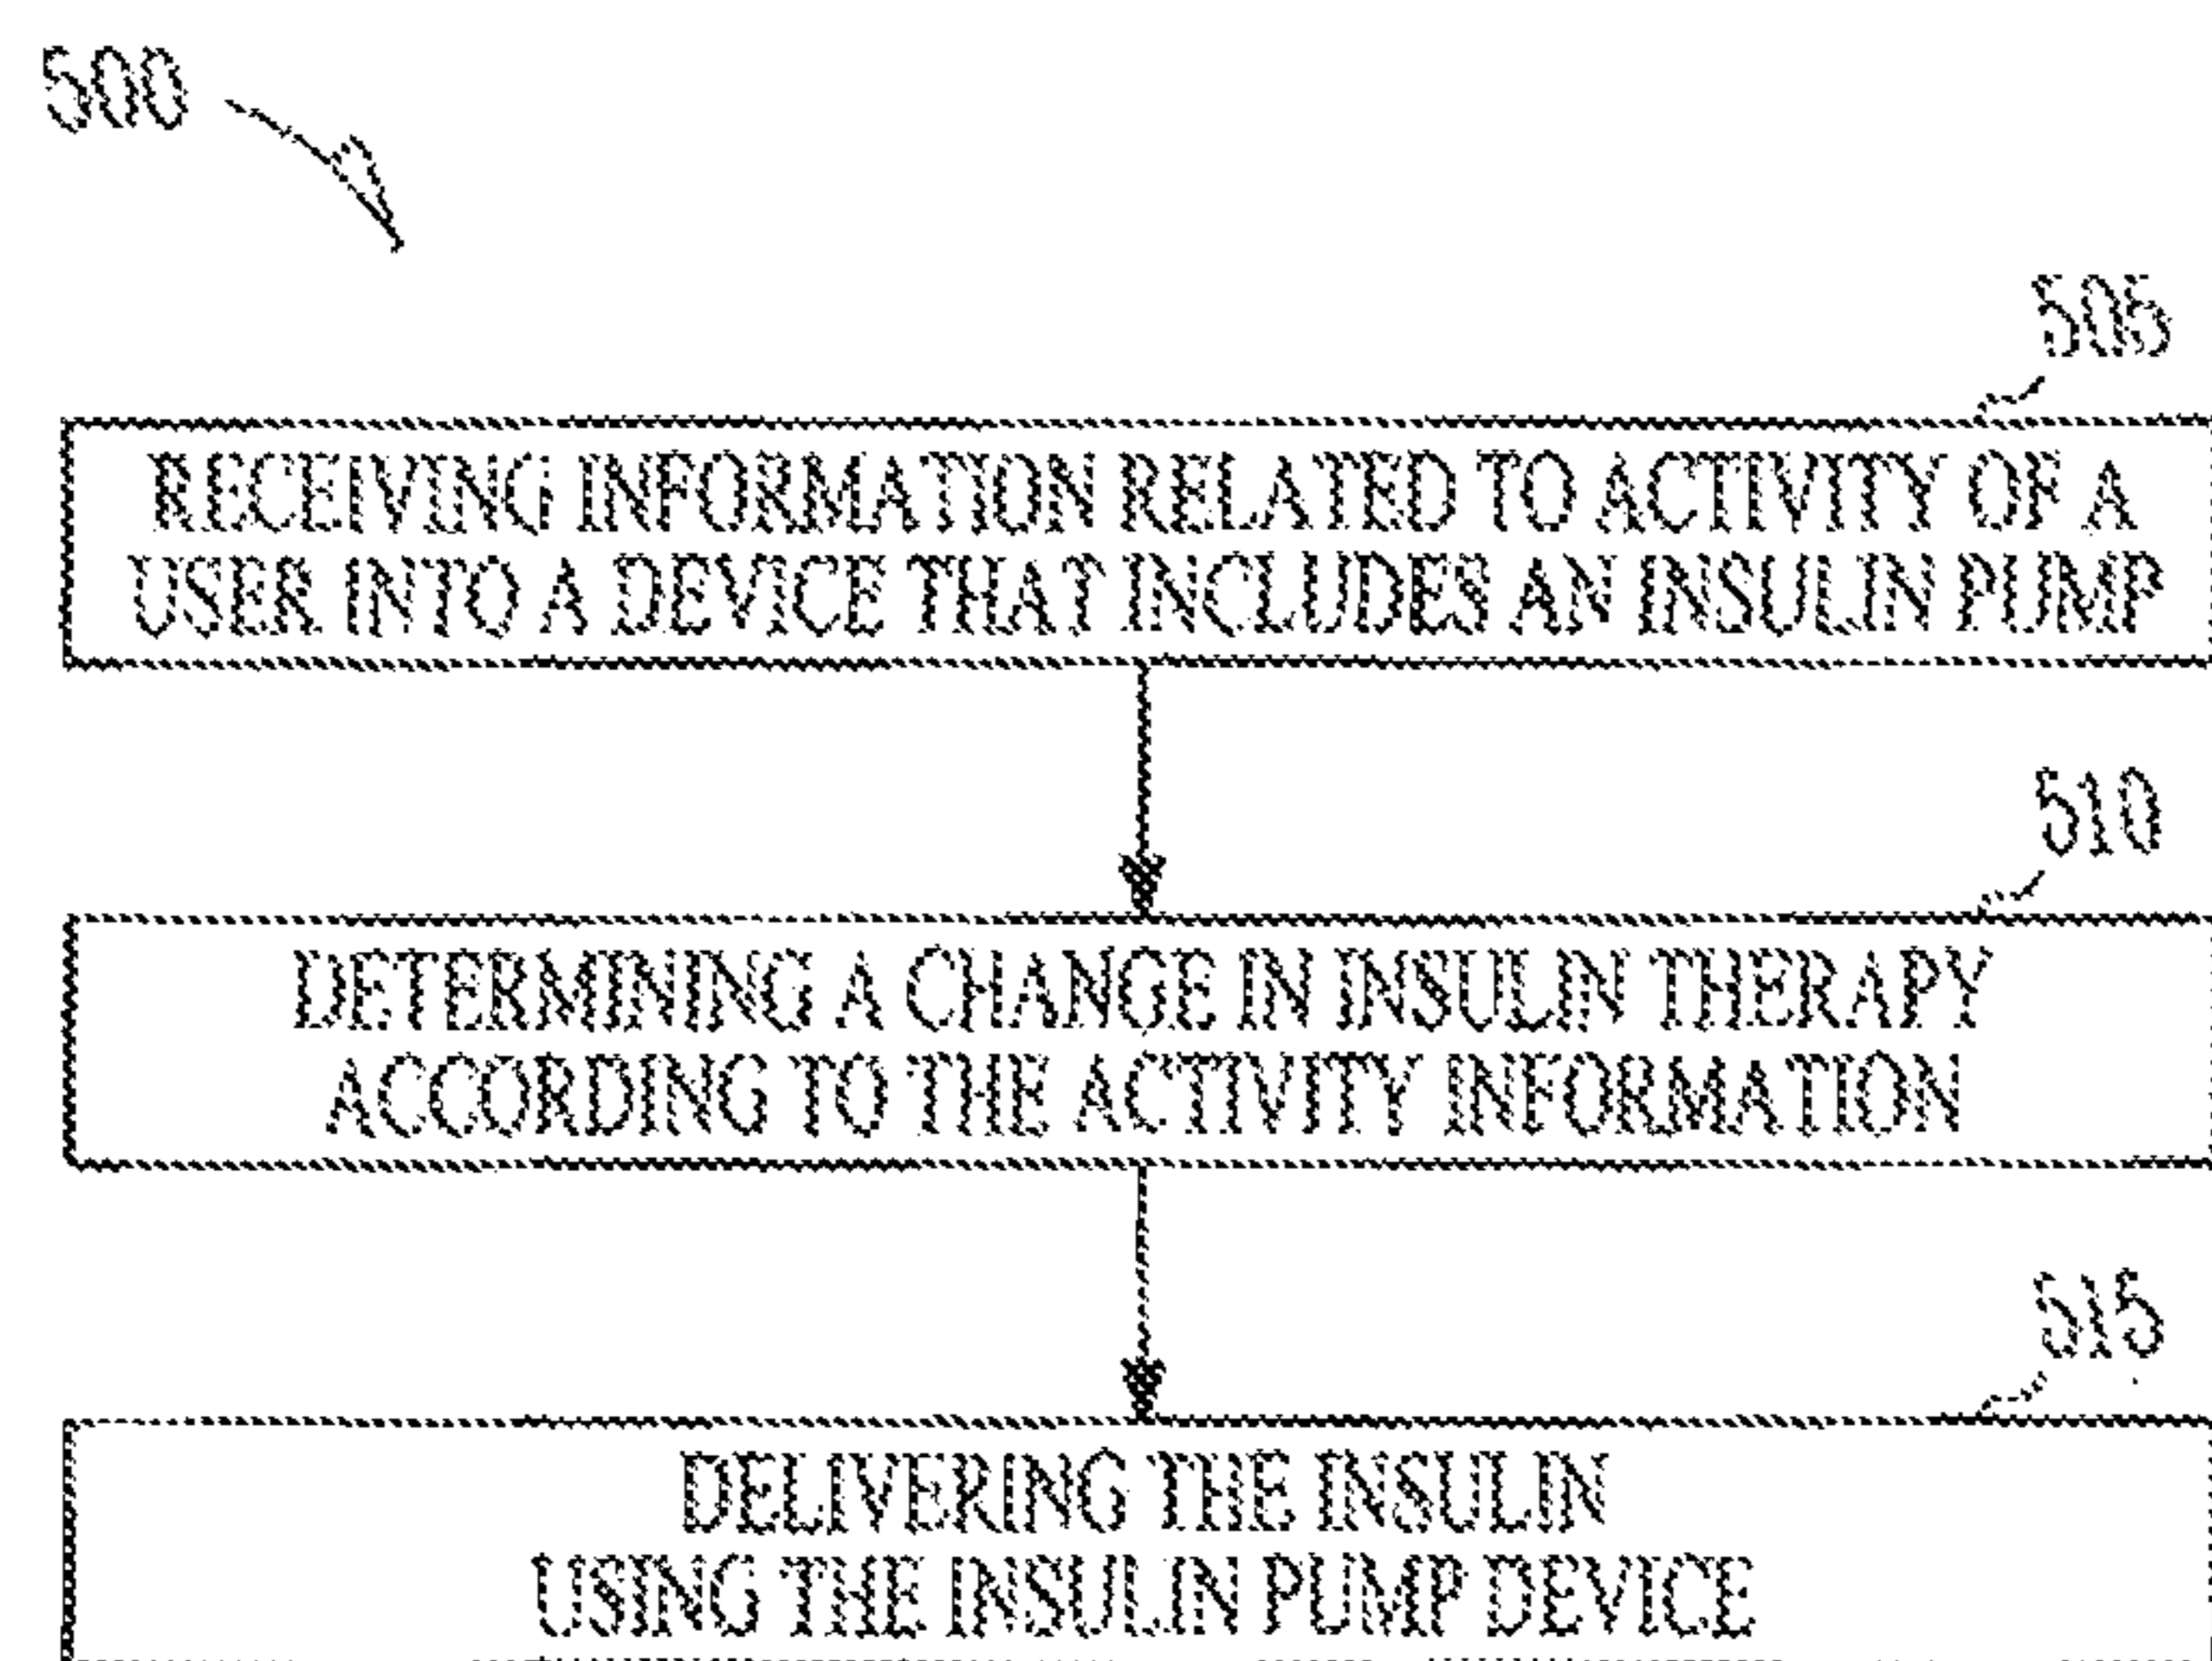 500
505
RECEIVING INFORMATION RELATED TO ACTIVITY OF A
USER INTO A DEVICE THAT INCLUDES AN INSULIN PUMP
510
DETERMINING A CHANGE IN INSULIN THERAPY
ACCORDING TO THE ACTIVITY INFORMATION
515
DELIVERING THE INSULIN
USING THE INSULIN PUMP DEVICE